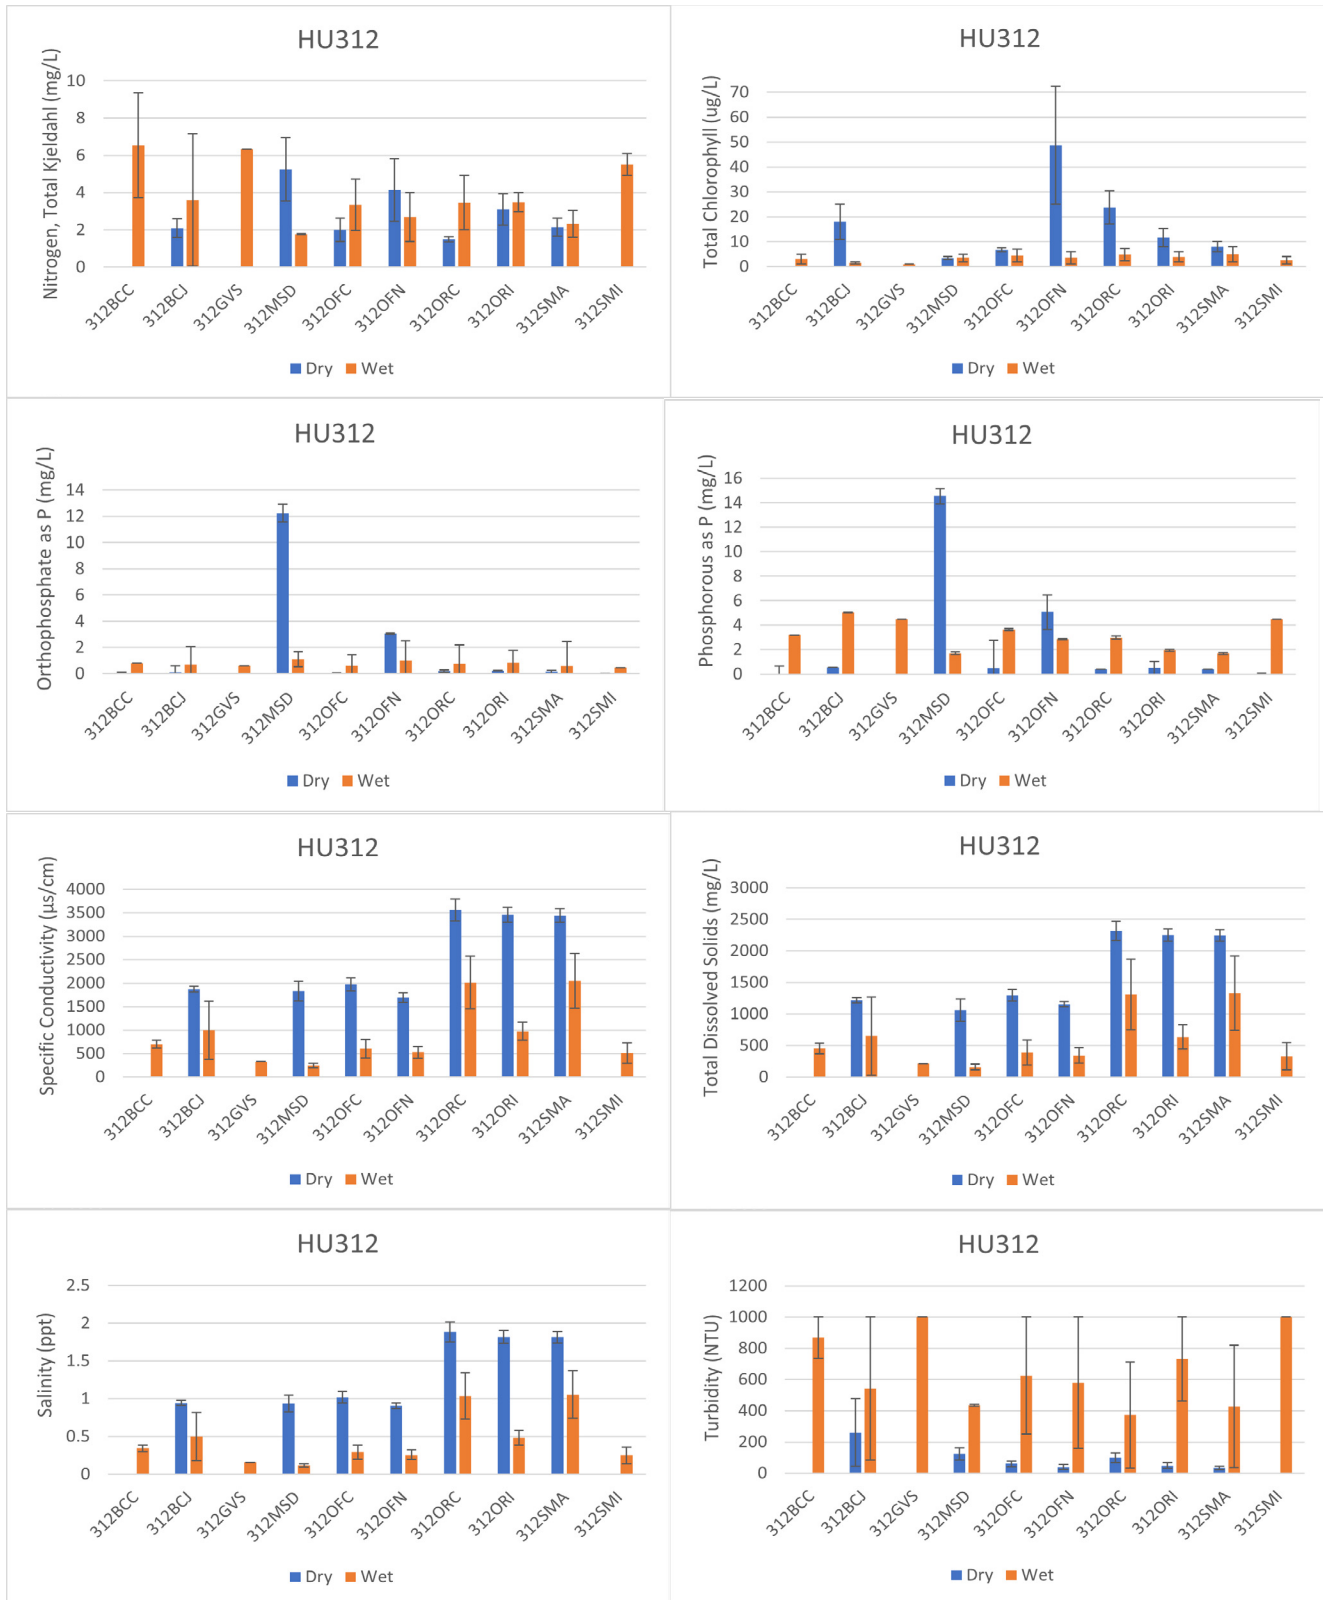 HU312
Nitrogen, Total Kjeldahl (mg/L)
10
8
6
4
2
0
312BCC
312BCJ
312GVS
312MSD
312OFC
312OFN
312ORC
312ORI
312SMA
312SMI
Dry Wet
HU312
Total Chlorophyll (ug/L)
70
60
50
40
30
20
10
0
312BCC
312BCJ
312GVS
312MSD
312OFC
312OFN
312ORC
312ORI
312SMA
312SMI
Dry Wet
HU312
Orthophosphate as P (mg/L)
14
12
10
8
6
4
2
0
312BCC
312BCJ
312GVS
312MSD
312OFC
312OFN
312ORC
312ORI
312SMA
312SMI
Dry Wet
HU312
Phosphorous as P (mg/L)
16
14
12
10
8
6
4
2
0
312BCC
312BCJ
312GVS
312MSD
312OFC
312OFN
312ORC
312ORI
312SMA
312SMI
Dry Wet
HU312
Specific Conductivity (µs/cm)
4000
3500
3000
2500
2000
1500
1000
500
0
312BCC
312BCJ
312GVS
312MSD
312OFC
312OFN
312ORC
312ORI
312SMA
312SMI
Dry Wet
HU312
Total Dissolved Solids (mg/L)
3000
2500
2000
1500
1000
500
0
312BCC
312BCJ
312GVS
312MSD
312OFC
312OFN
312ORC
312ORI
312SMA
312SMI
Dry Wet
HU312
Salinity (ppt)
2.5
2
1.5
1
0.5
0
312BCC
312BCJ
312GVS
312MSD
312OFC
312OFN
312ORC
312ORI
312SMA
312SMI
Dry Wet
HU312
Turbidity (NTU)
1200
1000
800
600
400
200
0
312BCC
312BCJ
312GVS
312MSD
312OFC
312OFN
312ORC
312ORI
312SMA
312SMI
Dry Wet